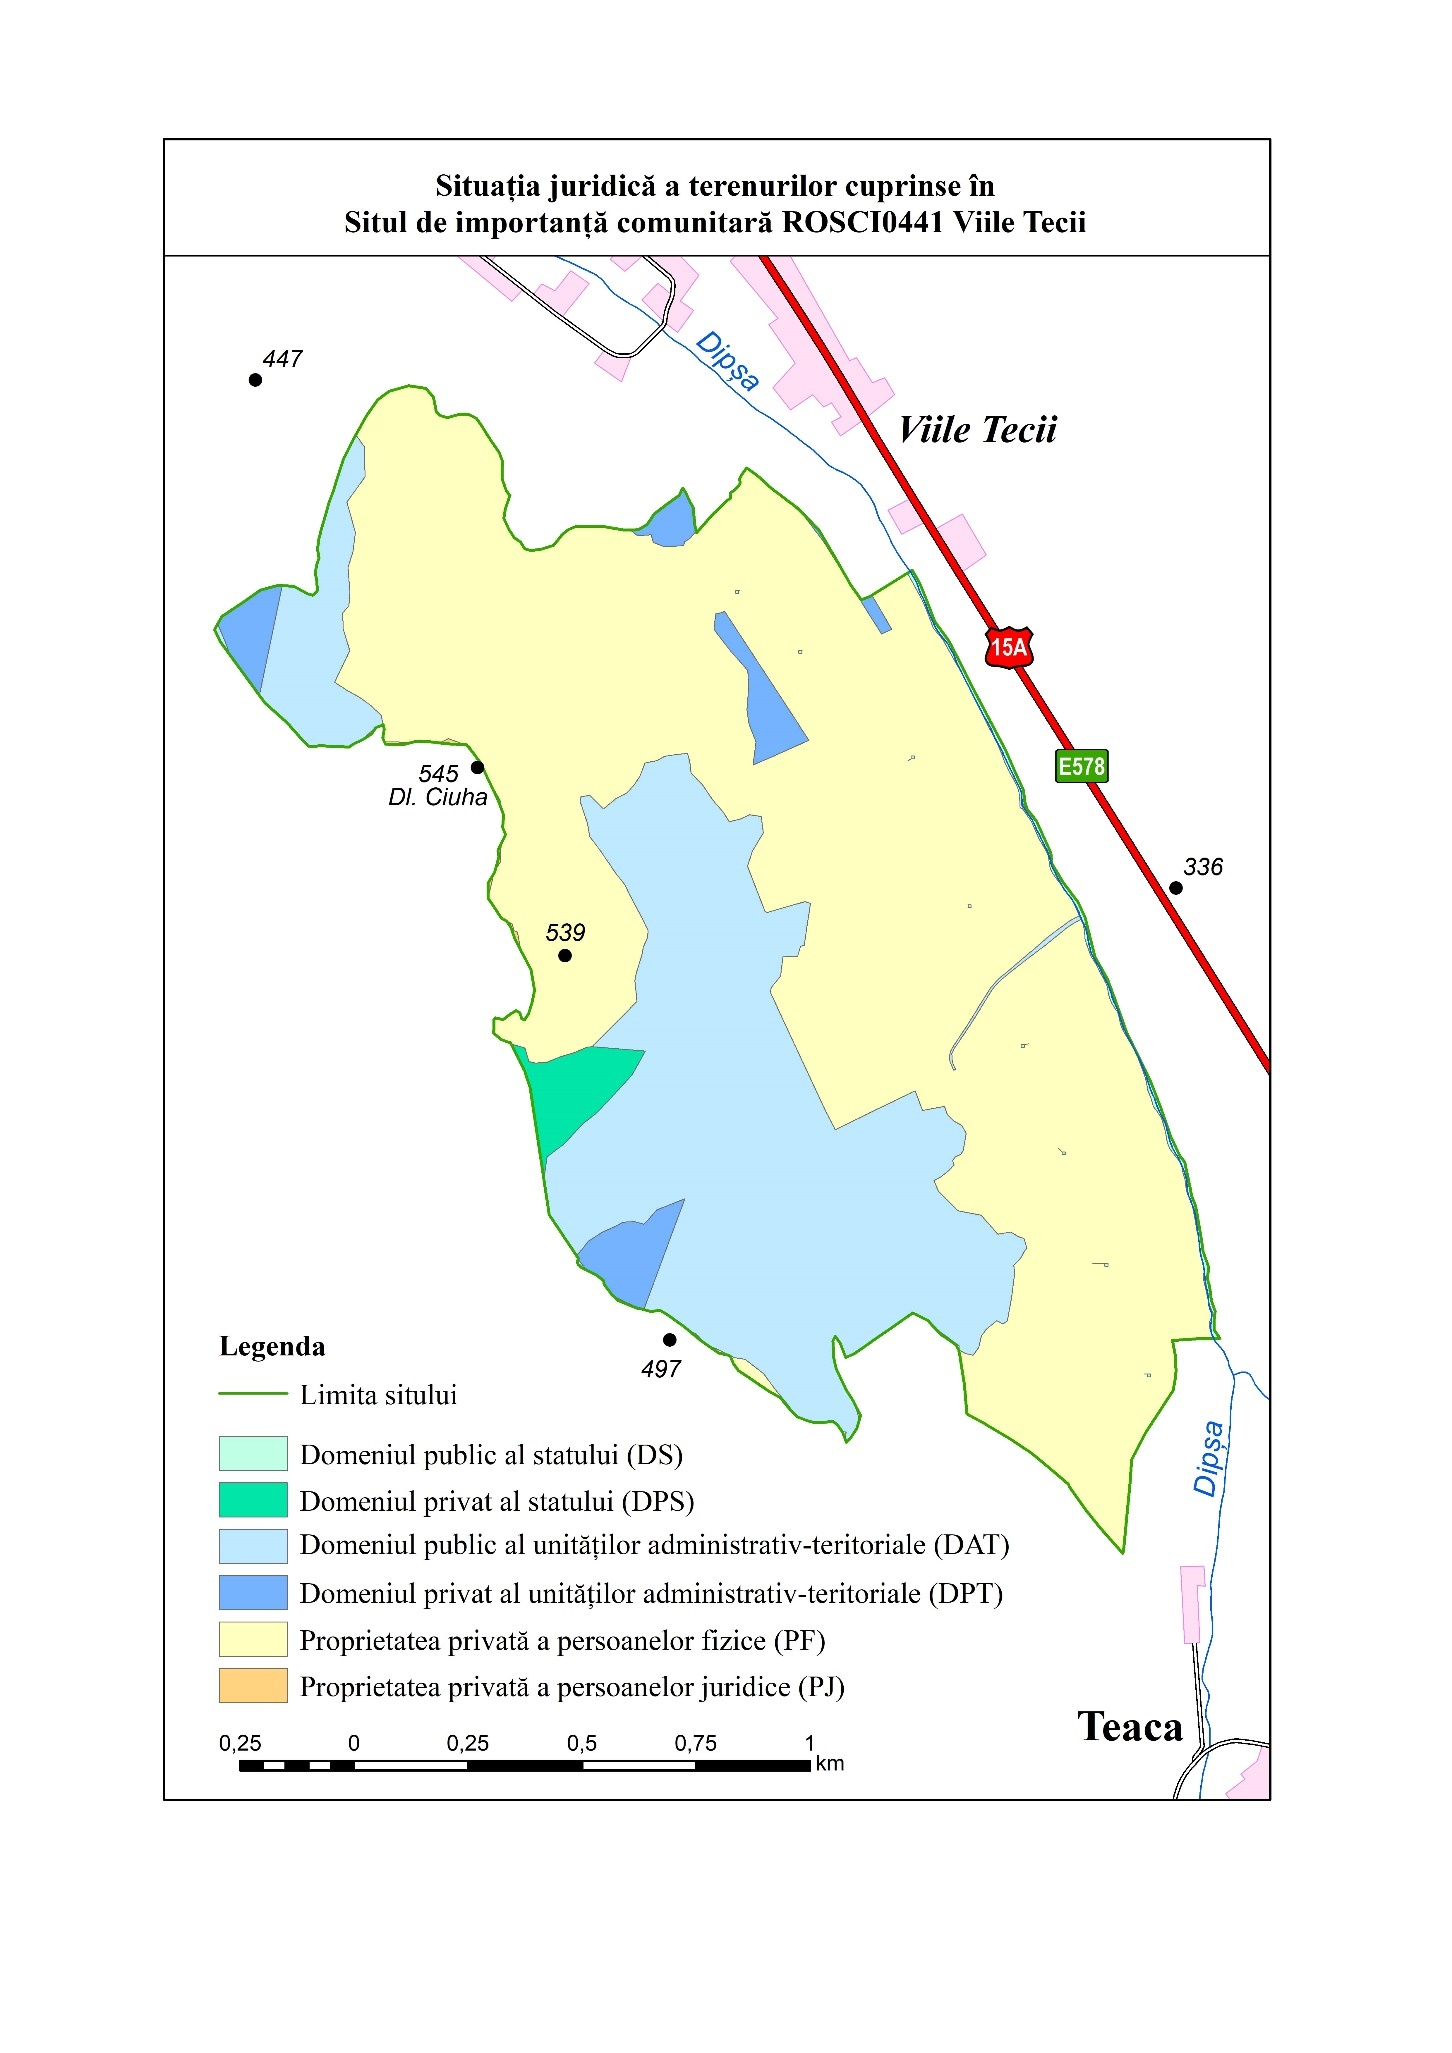 Situația juridică a terenurilor cuprinse în
Situl de importanță comunitară ROSCI0441 Viile Tecii
447
Dipșa
Viile Tecii
15A
545
Dl. Ciuha
E578
336
539
497
Legenda
Limita sitului
Domeniul public al statului (DS)
Domeniul privat al statului (DPS)
Domeniul public al unităților administrativ-teritoriale (DAT)
Domeniul privat al unităților administrativ-teritoriale (DPT)
Proprietatea privată a persoanelor fizice (PF)
Proprietatea privată a persoanelor juridice (PJ)
Dipșa
Teaca
0,25 0 0,25 0,5 0,75 1
km